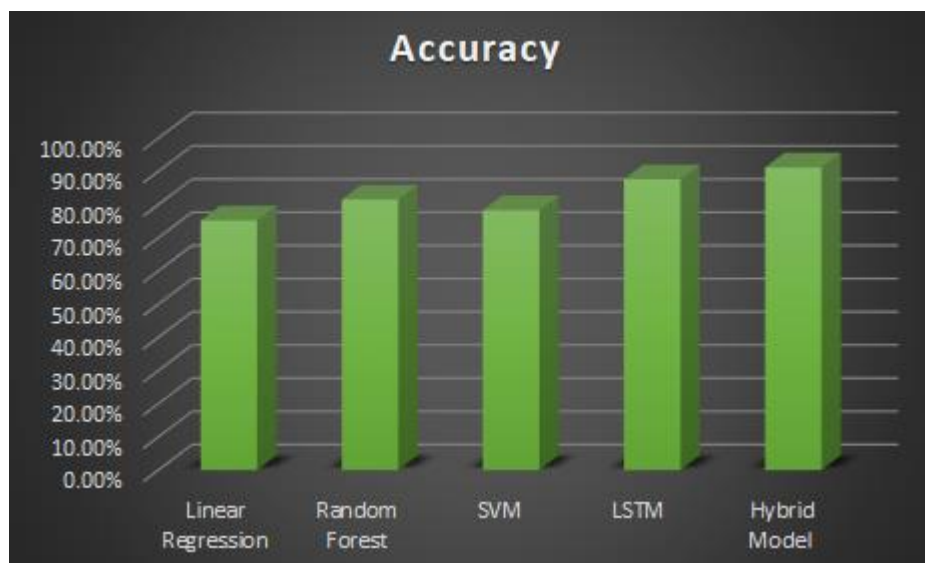 Accuracy
100.00%
90.00%
80.00%
70.00%
60.00%
50.00%
40.00%
30.00%
20.00%
10.00%
0.00%
Linear
Regression
Random
Forest
SVM
LSTM
Hybrid
Model